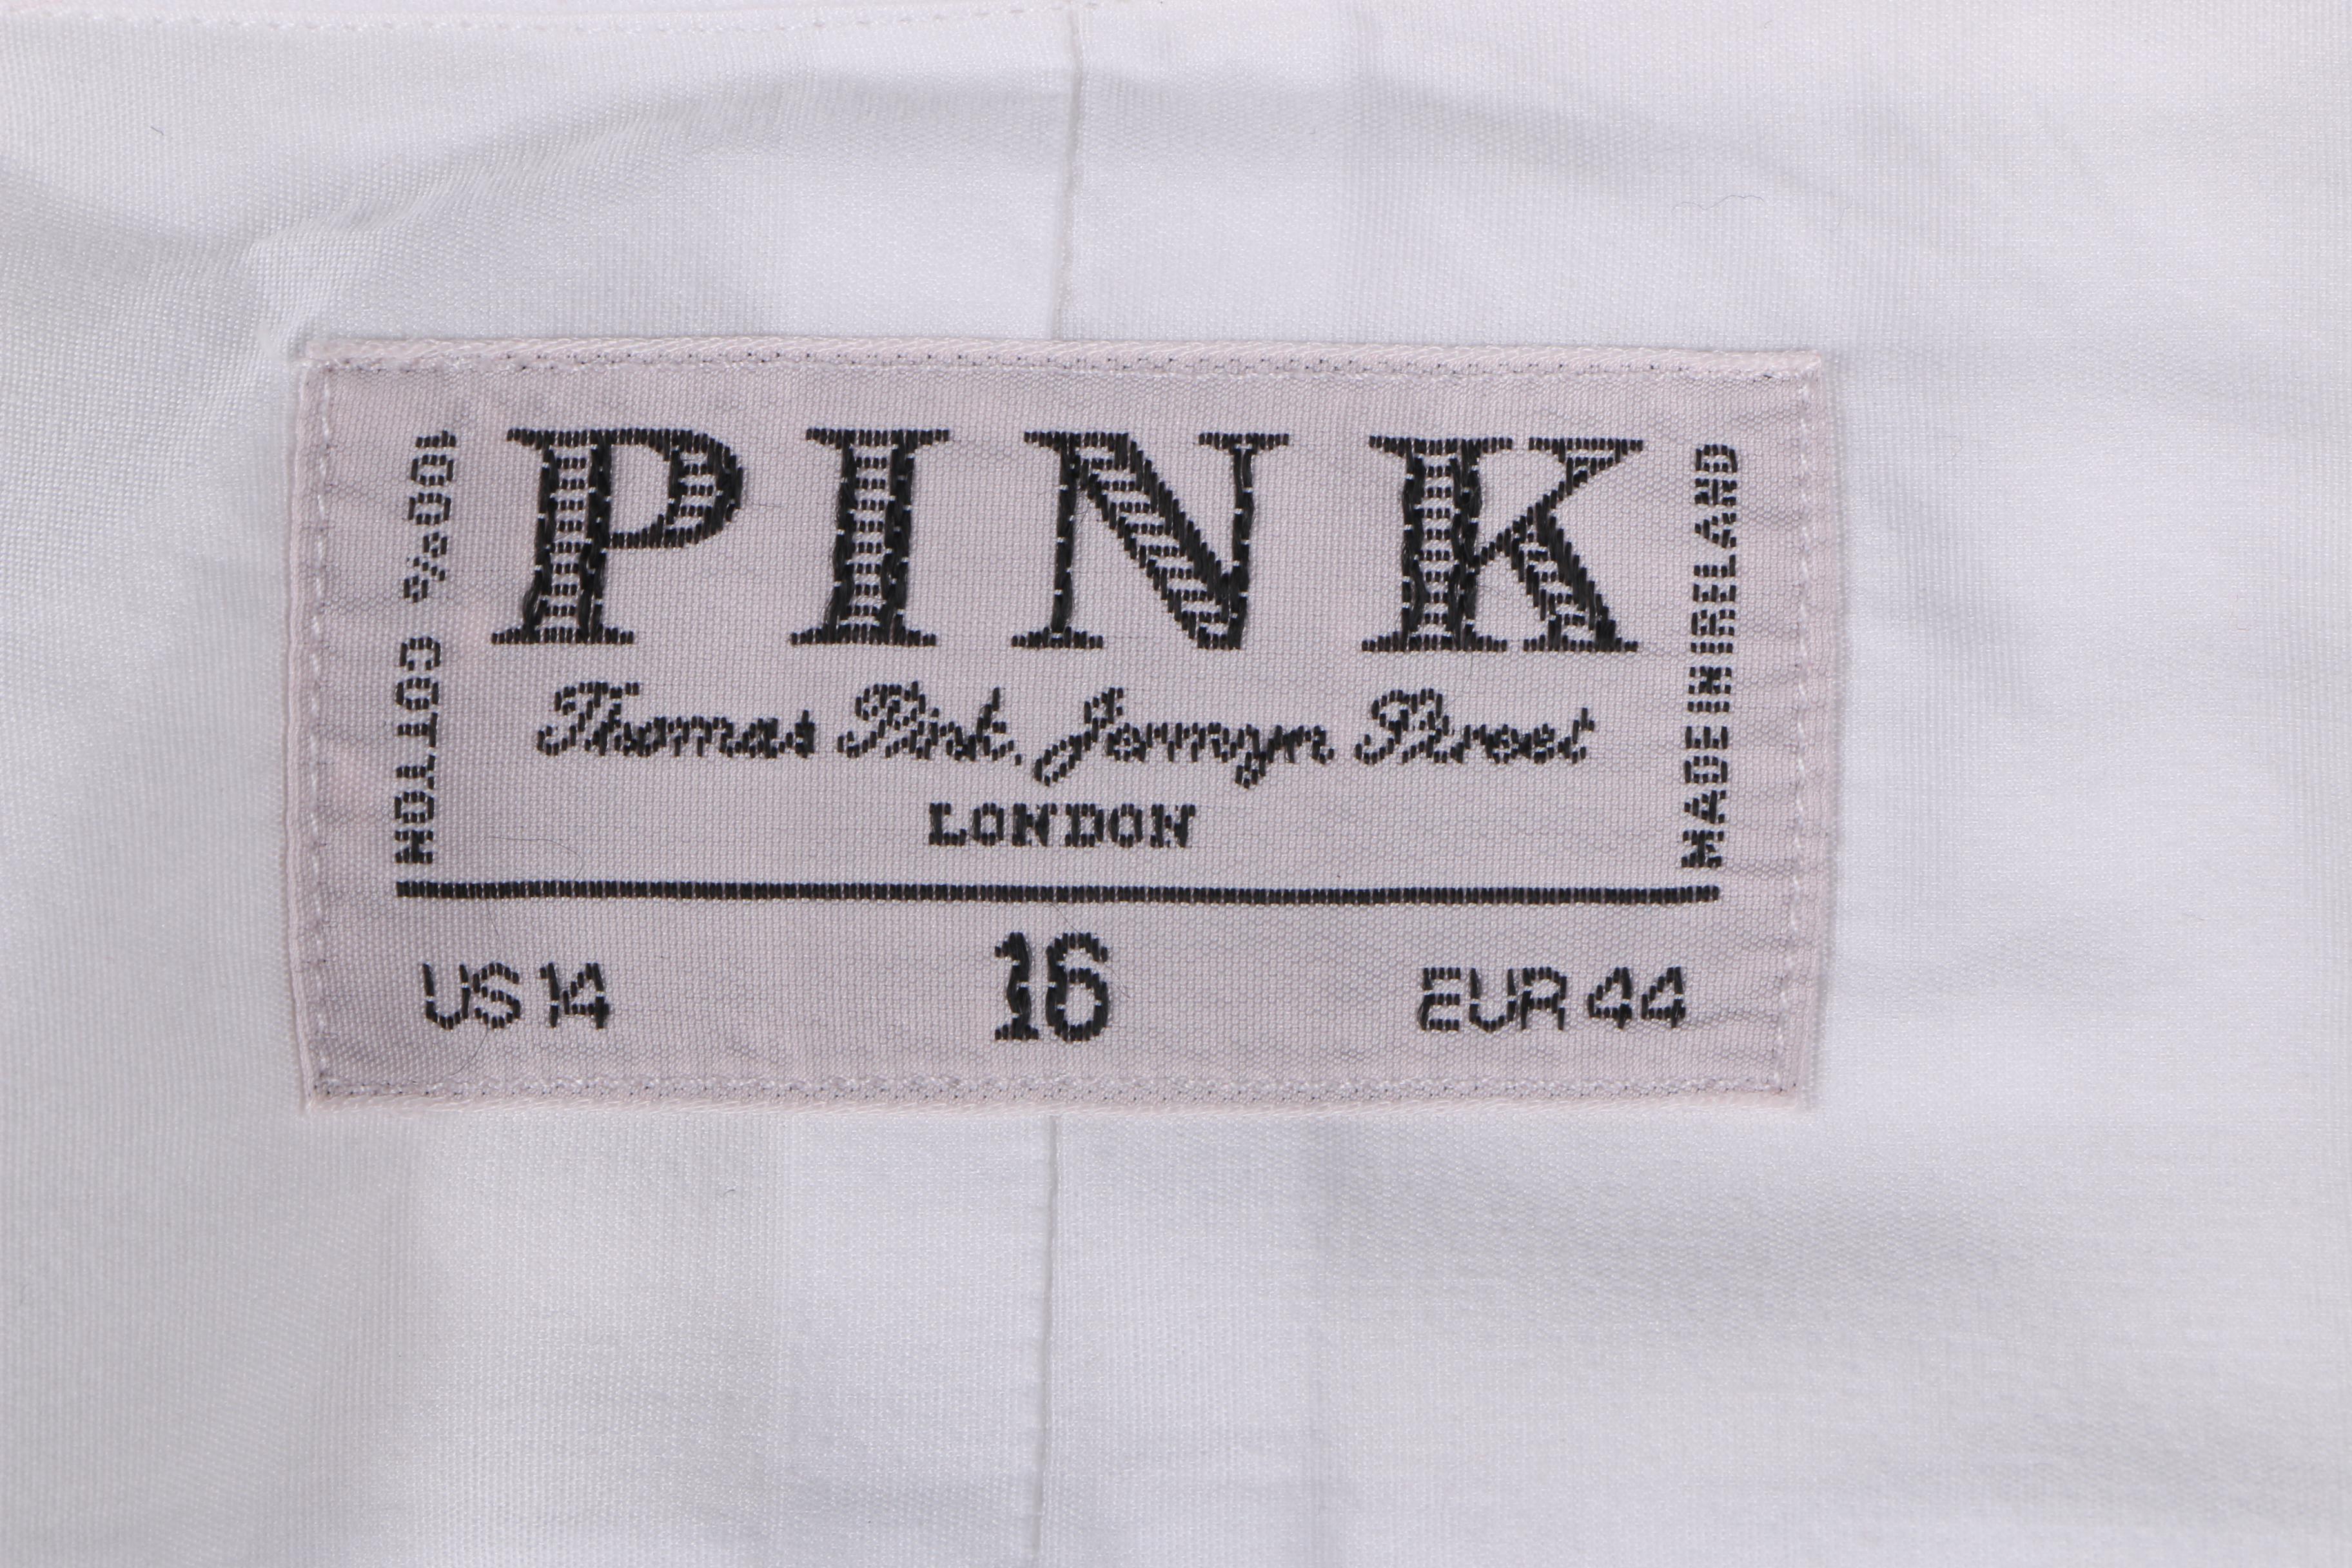 100% COTTON
PINK
Thomas Pink, Jermyn Street
LONDON
MADE IN IRELAND
US 14
16
EUR 44